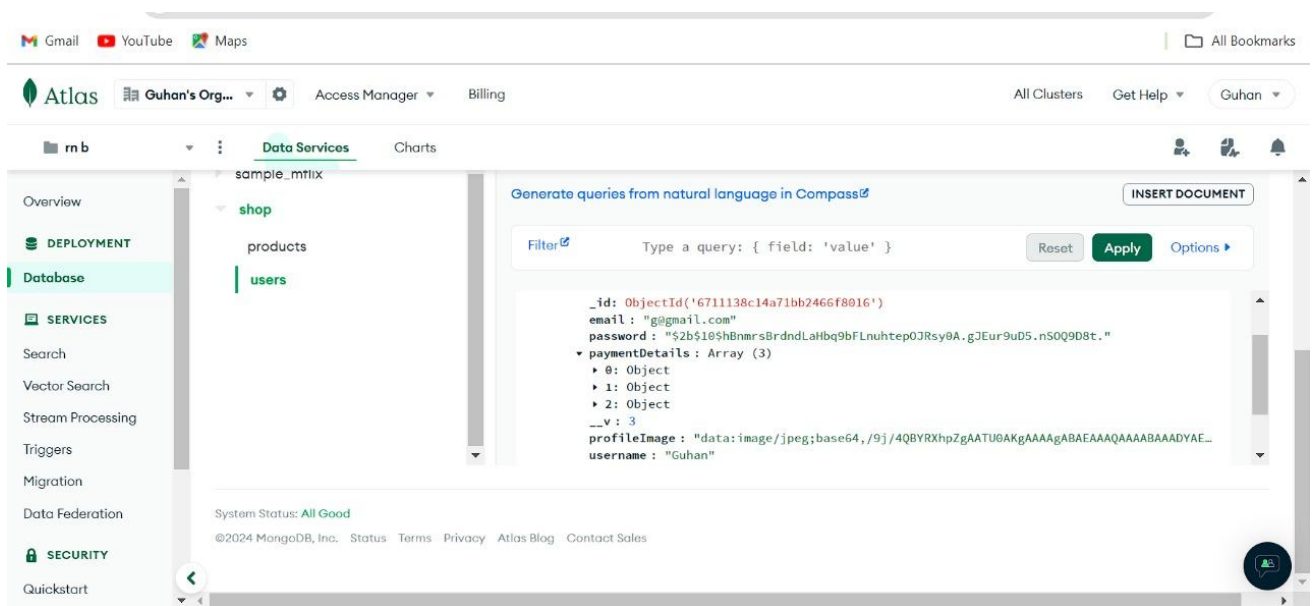 Gmail YouTube Maps All Bookmarks
Atlas Guhan's Org... Access Manager Billing All Clusters Get Help Guhan
rn b Data Services Charts
Overview
DEPLOYMENT
Database
SERVICES
Search
Vector Search
Stream Processing
Triggers
Migration
Data Federation
SECURITY
Quickstart
sample_mflix
shop
products
users
Generate queries from natural language in Compass INSERT DOCUMENT
Filter Type a query: { field: 'value' } Reset Apply Options
_id: ObjectId('6711138c14a71bb2466f8016')
email : "g@gmail.com"
password : "$2b$10$hBnmrsBrdndLaHbq9bFLnuhtepOJRsy0A.gJEur9uD5.nSOQ9D8t."
paymentDetails : Array (3)
0: Object
1: Object
2: Object
__v : 3
profileImage : "data:image/jpeg;base64,/9j/4QBYRXhpZgAATU0AKgAAAAgABAEAAAQAAAABAAADYAE…
username : "Guhan"
System Status: All Good
©2024 MongoDB, Inc. Status Terms Privacy Atlas Blog Contact Sales